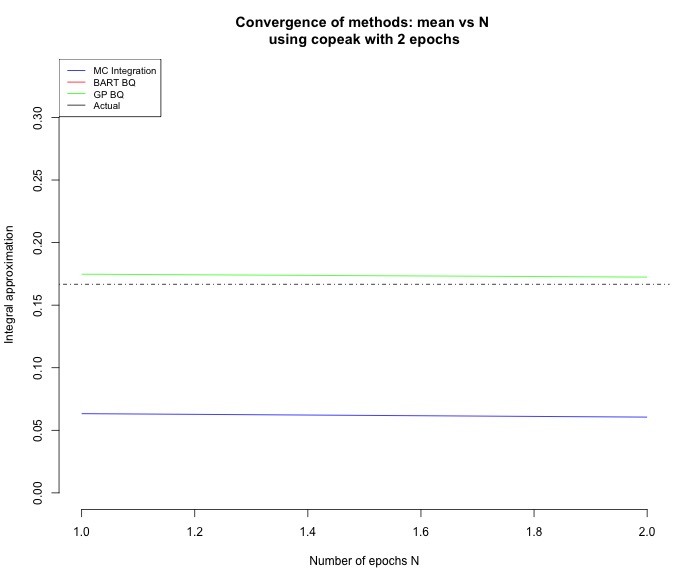 Convergence of methods: mean vs N
using copeak with 2 epochs
MC Integration
BART BQ
GP BQ
Actual
Integral approximation
0.30
0.25
0.20
0.15
0.10
0.05
0.00
1.0 1.2 1.4 1.6 1.8 2.0
Number of epochs N